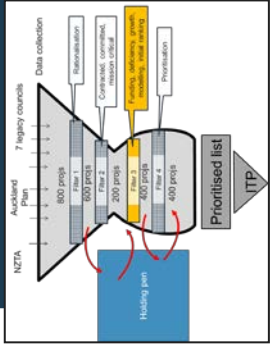 NZTA
Auckland
Plan
7 legacy councils
Data collection
800 projs
Filter 1
Rationalisation
600 projs
Filter 2
Contracted, committed,
mission critical
200 projs
Filter 3
Funding, deficiency, growth,
modelling, initial ranking
400 projs
Filter 4
Prioritisation
400 projs
Holding pen
Prioritised list
ITP